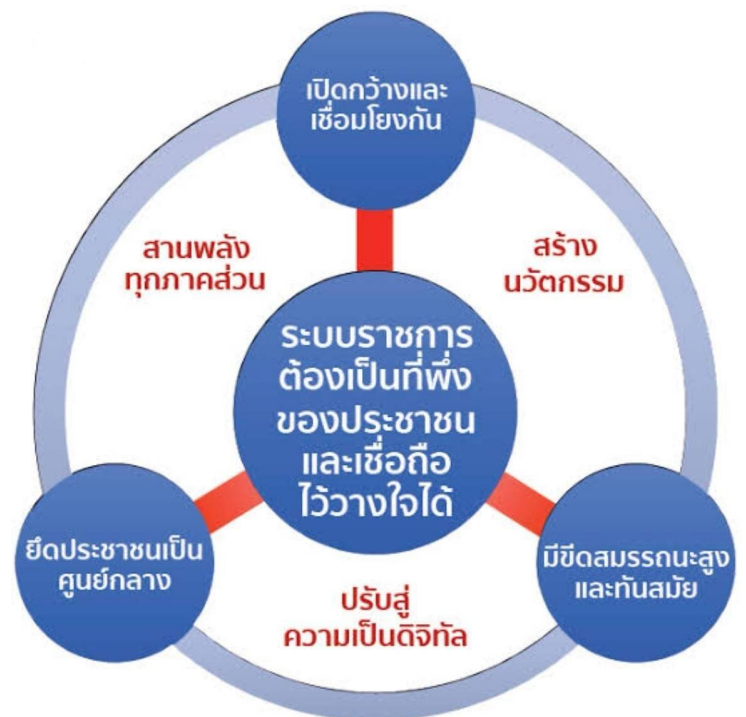 เปิดกว้างและ
เชื่อมโยงกัน
สานพลัง
ทุกภาคส่วน
สร้าง
นวัตกรรม
ระบบราชการ
ต้องเป็นที่พึ่ง
ของประชาชน
และเชื่อถือ
ไว้วางใจได้
ยึดประชาชนเป็น
ศูนย์กลาง
มีขีดสมรรถนะสูง
และทันสมัย
ปรับสู่
ความเป็นดิจิทัล